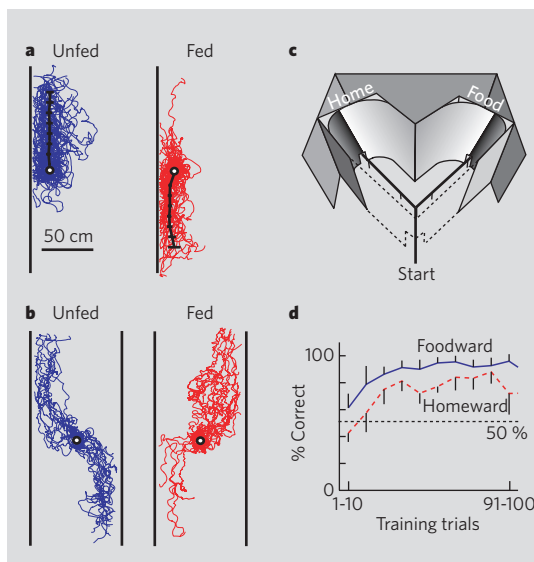 a Unfed Fed
50 cm
b Unfed Fed
c
Home Food
Start
d
100
% Correct
0
Foodward
Homeward
50 %
1-10 91-100
Training trials